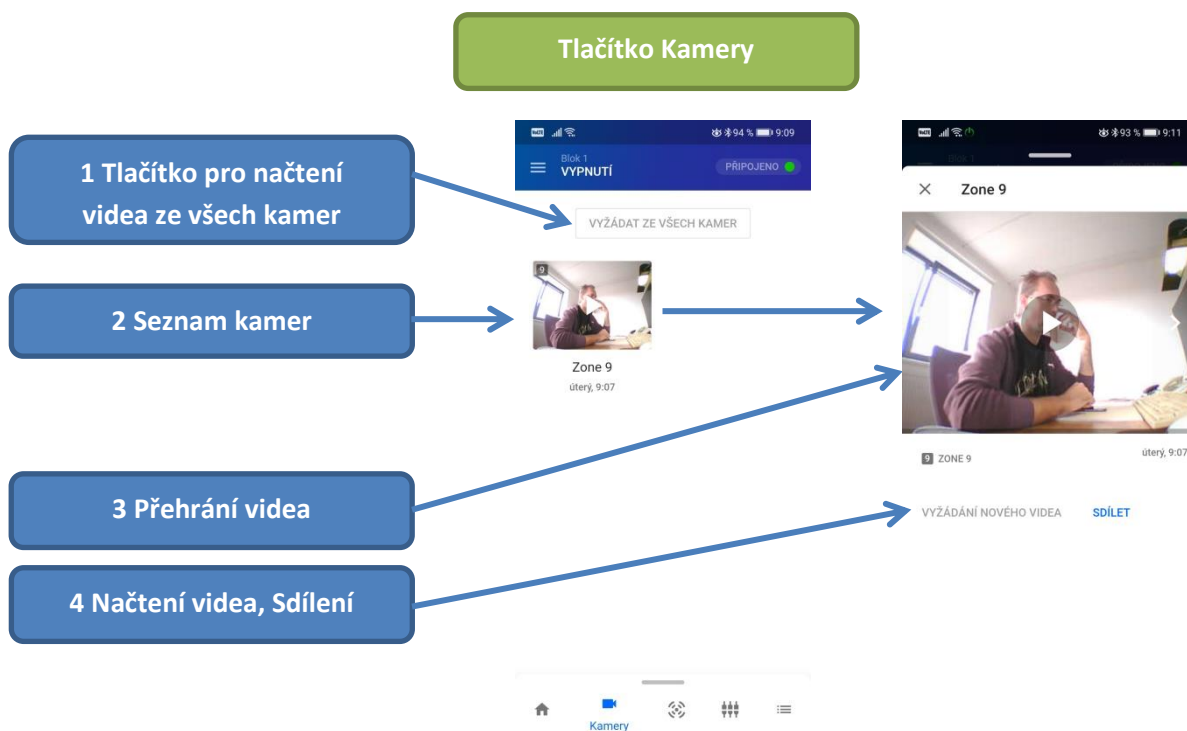 Tlačítko Kamery
1 Tlačítko pro načtení
videa ze všech kamer
2 Seznam kamer
3 Přehrání videa
4 Načtení videa, Sdílení
94 % 9:09
Blok 1
VYPNUTÍ
PŘIPOJENO
VYŽÁDAT ZE VŠECH KAMER
9
Zone 9
úterý, 9:07
Kamery
93 % 9:11
Blok 1
Zone 9
9 ZONE 9
úterý, 9:07
VYŽÁDÁNÍ NOVÉHO VIDEA SDÍLET